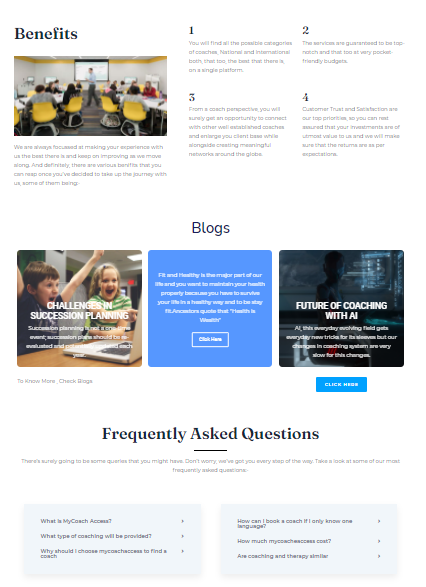 Benefits
We are always focussed at making your experience with
us the best there is and keep on improving as we move
along. And definitely, there are various benifits that you
can reap once you've decided to take up the journey with
us, some of them being:
1
You will find all the possible categories
of coaches, National and International
both, that too, the best that there is,
on a single platform.
2
The services are guaranteed to be top-
notch and that too at very pocket-
friendly budgets.
3
From a coach perspective, you will
surely get an opportunity to connect
with other well established coaches
and enlarge you client base while
alongside creating meaningful
networks around the globe.
4
Customer Trust and Satisfaction are
our top priorities, so you can rest
assured that your investments are of
utmost value to us and we will make
sure that the returns are as per
expectations.
Blogs
CHALLENGES IN
SUCCESSION PLANNING
Succession planning is not a one-time
event; succession plans should be re-
evaluated and potentially updated each
year.
Fit and Healthy is the major part of our
life and you want to maintain your health
properly because you have to survive
your life in a healthy way and to be stay
fit.Ancestors quote that "Health is
Wealth"
Click Here
FUTURE OF COACHING
WITH AI
AI, this everyday evolving field gets
everyday new tricks for its sleeves but our
changes in coaching system are very
slow for this changes.
To Know More , Check Blogs
CLICK HERE
Frequently Asked Questions
There's surely going to be some queries that you might have. Don't worry, we've got you every step of the way. Take a look at some of our most
frequently asked questions:
What is MyCoach Access?
What type of coaching will be provided?
Why should I choose mycoachaccess to find a
coach
How can I book a coach if I only know one
language?
How much mycoacheaccess cost?
Are coaching and therapy similar